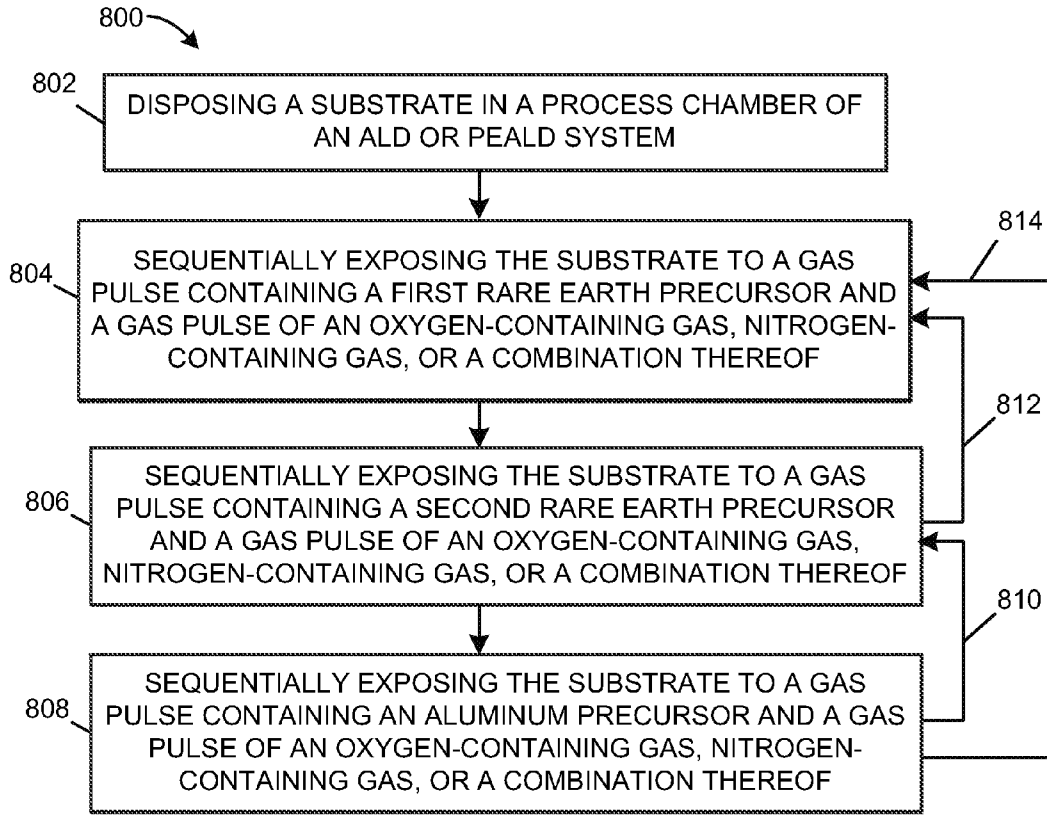 800
802
DISPOSING A SUBSTRATE IN A PROCESS CHAMBER OF
AN ALD OR PEALD SYSTEM
804
SEQUENTIALLY EXPOSING THE SUBSTRATE TO A GAS
PULSE CONTAINING A FIRST RARE EARTH PRECURSOR AND
A GAS PULSE OF AN OXYGEN-CONTAINING GAS, NITROGEN-
CONTAINING GAS, OR A COMBINATION THEREOF
814
812
806
SEQUENTIALLY EXPOSING THE SUBSTRATE TO A GAS
PULSE CONTAINING A SECOND RARE EARTH PRECURSOR
AND A GAS PULSE OF AN OXYGEN-CONTAINING GAS,
NITROGEN-CONTAINING GAS, OR A COMBINATION THEREOF
810
808
SEQUENTIALLY EXPOSING THE SUBSTRATE TO A GAS
PULSE CONTAINING AN ALUMINUM PRECURSOR AND A GAS
PULSE OF AN OXYGEN-CONTAINING GAS, NITROGEN-
CONTAINING GAS, OR A COMBINATION THEREOF